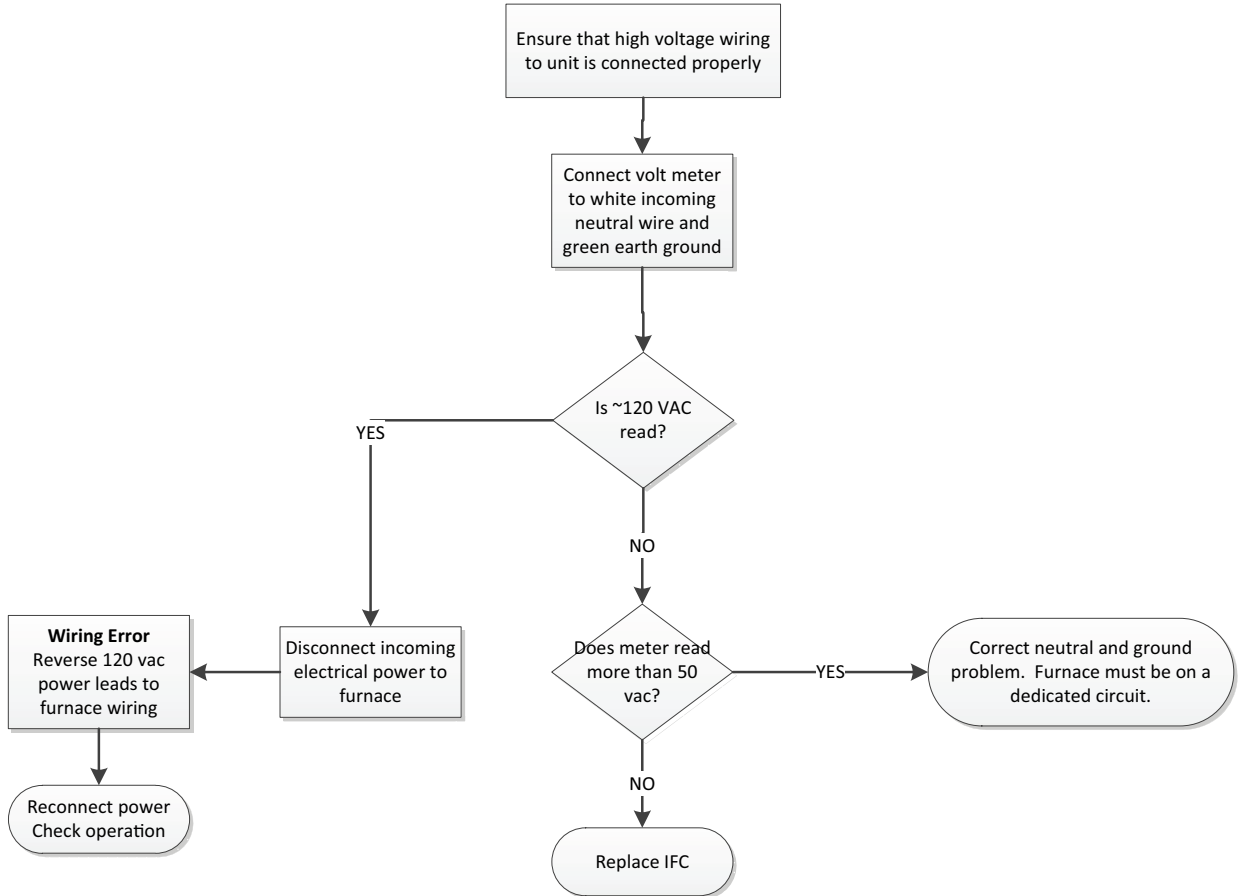 Ensure that high voltage wiring
to unit is connected properly
Connect volt meter
to white incoming
neutral wire and
green earth ground
Is ~120 VAC
read?
YES
NO
Wiring Error
Reverse 120 vac
power leads to
furnace wiring
Disconnect incoming
electrical power to
furnace
Does meter read
more than 50
vac?
YES
Correct neutral and ground
problem. Furnace must be on a
dedicated circuit.
NO
Reconnect power
Check operation
Replace IFC